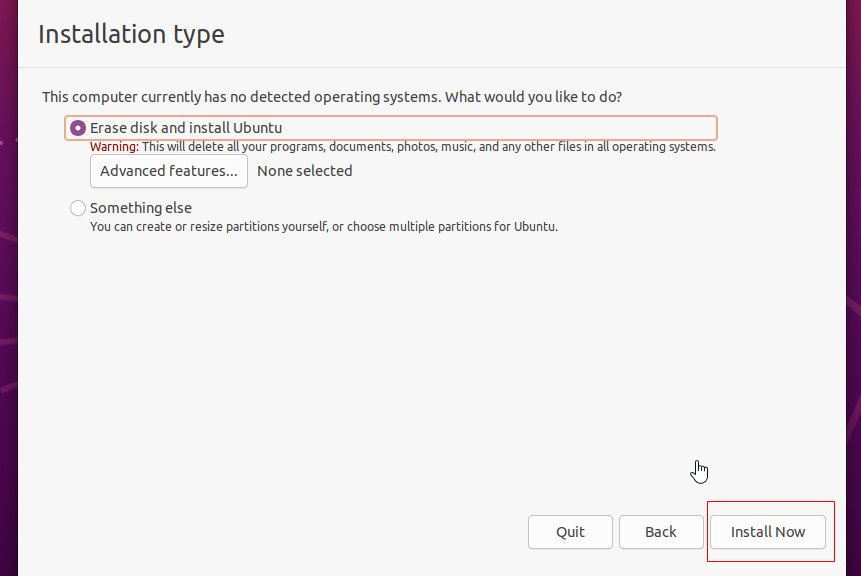 Installation type
This computer currently has no detected operating systems. What would you like to do?
Erase disk and install Ubuntu
Warning: This will delete all your programs, documents, photos, music, and any other files in all operating systems.
Advanced features... None selected
Something else
You can create or resize partitions yourself, or choose multiple partitions for Ubuntu.
Quit Back Install Now